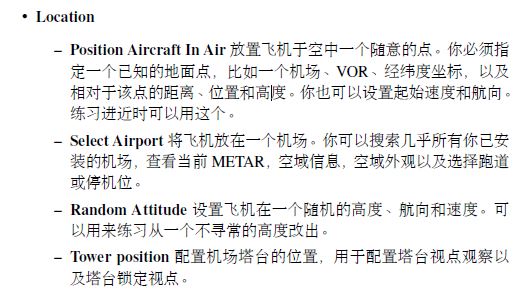 • Location
– Position Aircraft In Air 放置飞机于空中一个随意的点。你必须指
定一个已知的地面点，比如一个机场、VOR、经纬度坐标，以及
相对于该点的距离、位置和高度。你也可以设置起始速度和航向。
练习进近时可以用这个。
– Select Airport 将飞机放在一个机场。你可以搜索几乎所有你已安
装的机场，查看当前 METAR，空域信息，空域外观以及选择跑道
或停机位。
– Random Attitude 设置飞机在一个随机的高度、航向和速度。可
以用来练习从一个不寻常的高度改出。
– Tower position 配置机场塔台的位置，用于配置塔台视点观察以
及塔台锁定视点。